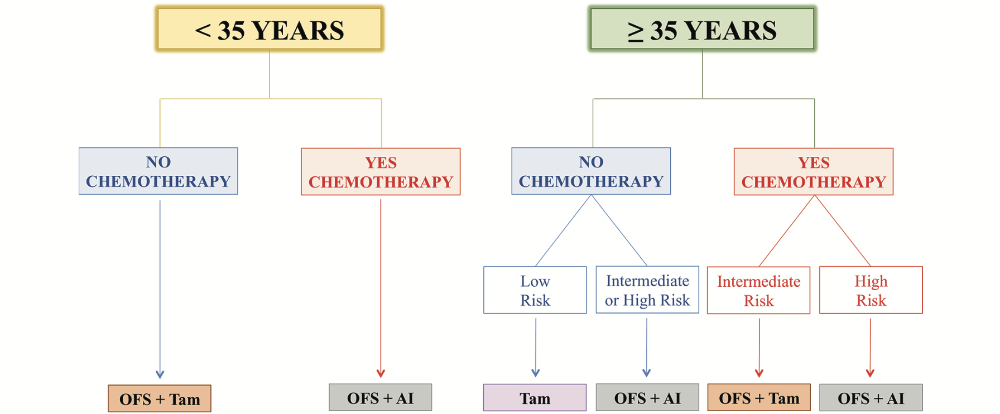 < 35 YEARS
≥ 35 YEARS
NO
CHEMOTHERAPY
YES
CHEMOTHERAPY
NO
CHEMOTHERAPY
YES
CHEMOTHERAPY
Low
Risk
Intermediate
or High Risk
Intermediate
Risk
High
Risk
OFS + Tam
OFS + AI
Tam
OFS + AI
OFS + Tam
OFS + AI